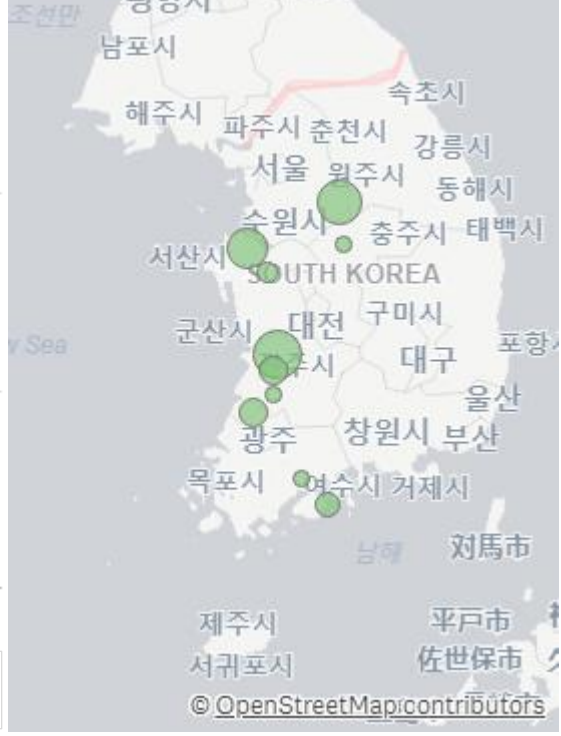 조선만
남포시
해주시
속초시
파주시 춘천시
강릉시
서울 원주시
동해시
수원시
충주시 태백시
서산시
SOUTH KOREA
군산시 대전 구미시
Sea
대구
울산
광주 창원시 부산
목포시 여수시 거제시
남해 対馬市
제주시 平戸市
서귀포시 佐世保市
© OpenStreetMap contributors